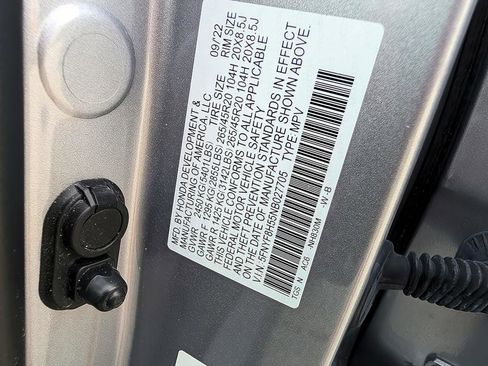 MFD. BY HONDA DEVELOPMENT & 09/22
MANUFACTURING OF AMERICA, LLC
GVWR 2450KG(5401LBS) TIRE SIZE RIM SIZE
GAWR F 1295KG(2855LBS) 265/45R20 104H 20X8.5J
GAWR R 1425KG(3142LBS) 265/45R20 104H 20X8.5J
THIS VEHICLE CONFORMS TO ALL APPLICABLE
FEDERAL MOTOR VEHICLE SAFETY
AND THEFT PREVENTION STANDARDS IN EFFECT
ON THE DATE OF MANUFACTURE SHOWN ABOVE.
V.I.N: 5FNYF8H55NB027705 TYPE:MPV
TGS N AC6 NH830M W-B